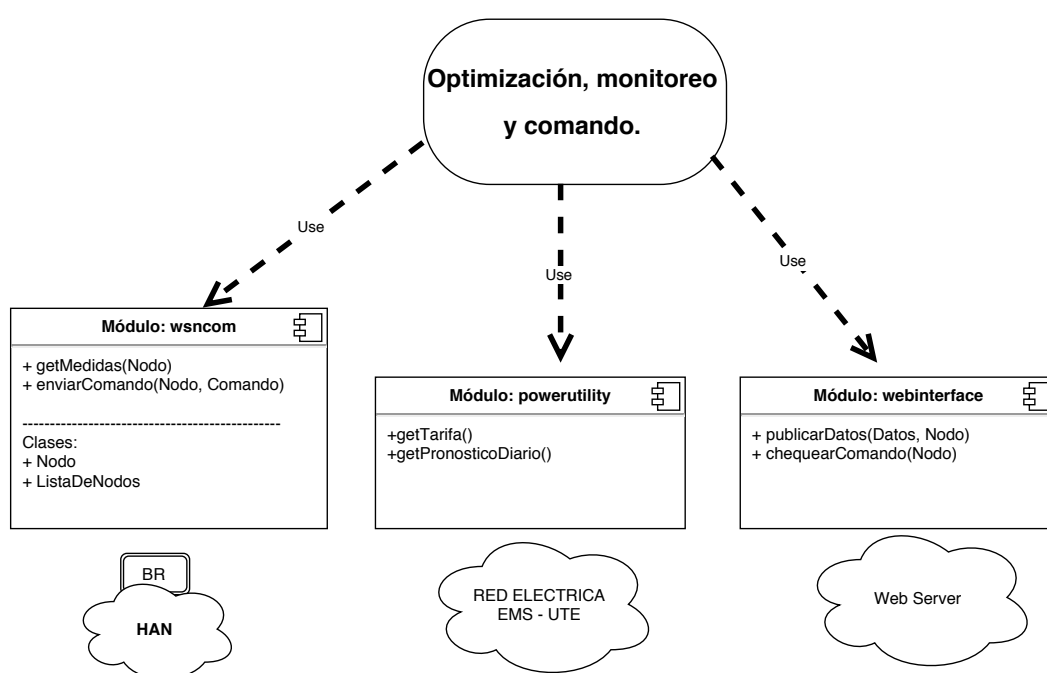 Optimización, monitoreo
y comando.
Use
Use
Use
Módulo: wsncom
+ getMedidas(Nodo)
+ enviarComando(Nodo, Comando)
-----------------------------------------------
Clases:
+ Nodo
+ ListaDeNodos
Módulo: powerutility
+getTarifa()
+getPronosticoDiario()
Módulo: webinterface
+ publicarDatos(Datos, Nodo)
+ chequearComando(Nodo)
BR
HAN
RED ELECTRICA
EMS - UTE
Web Server